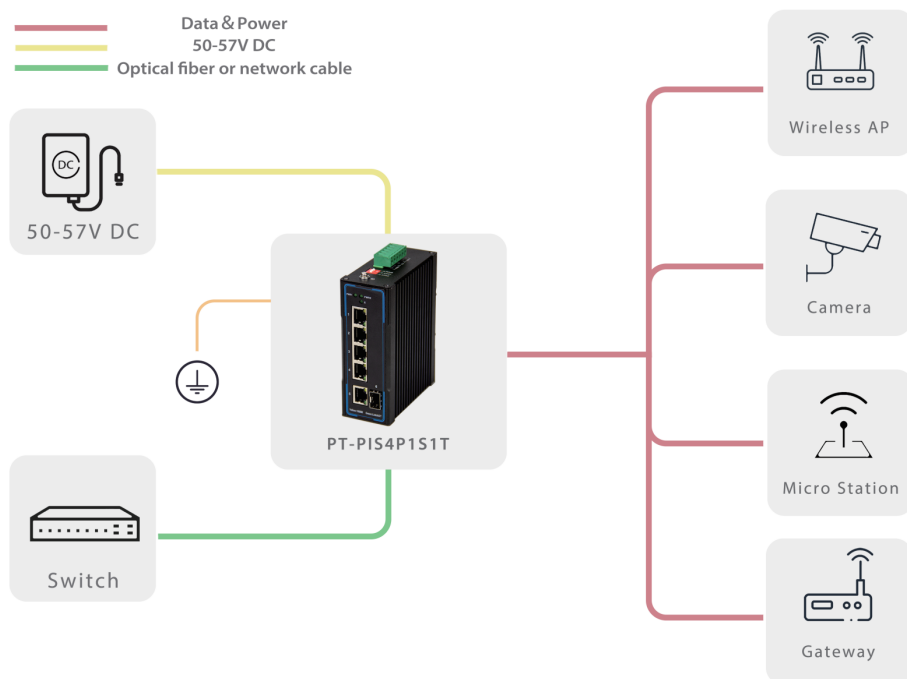 Data & Power
50-57V DC
Optical fiber or network cable
DC
50-57V DC
PT-PIS4P1S1T
Switch
Wireless AP
Camera
Micro Station
Gateway